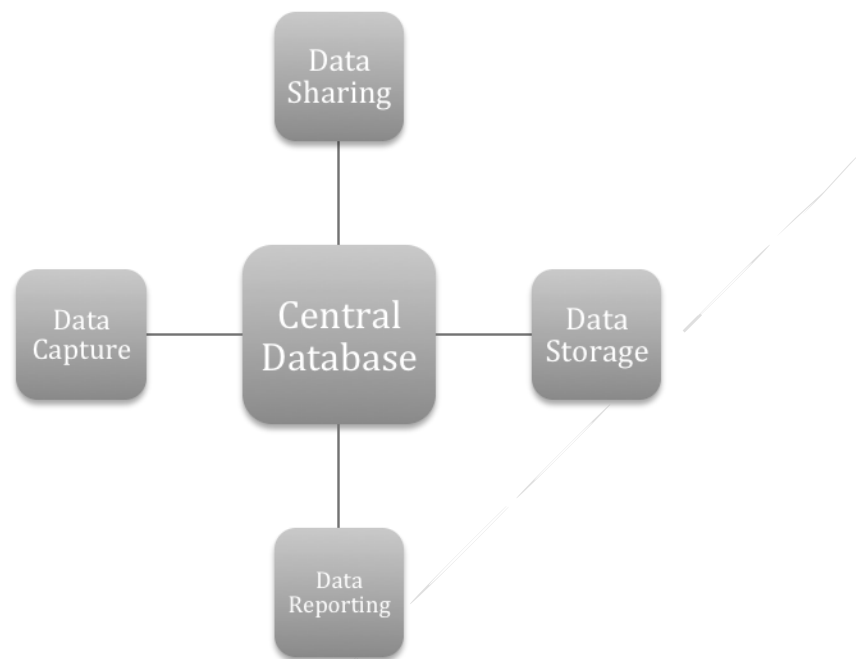 Data
Sharing
Data
Capture
Central
Database
Data
Storage
Data
Reporting